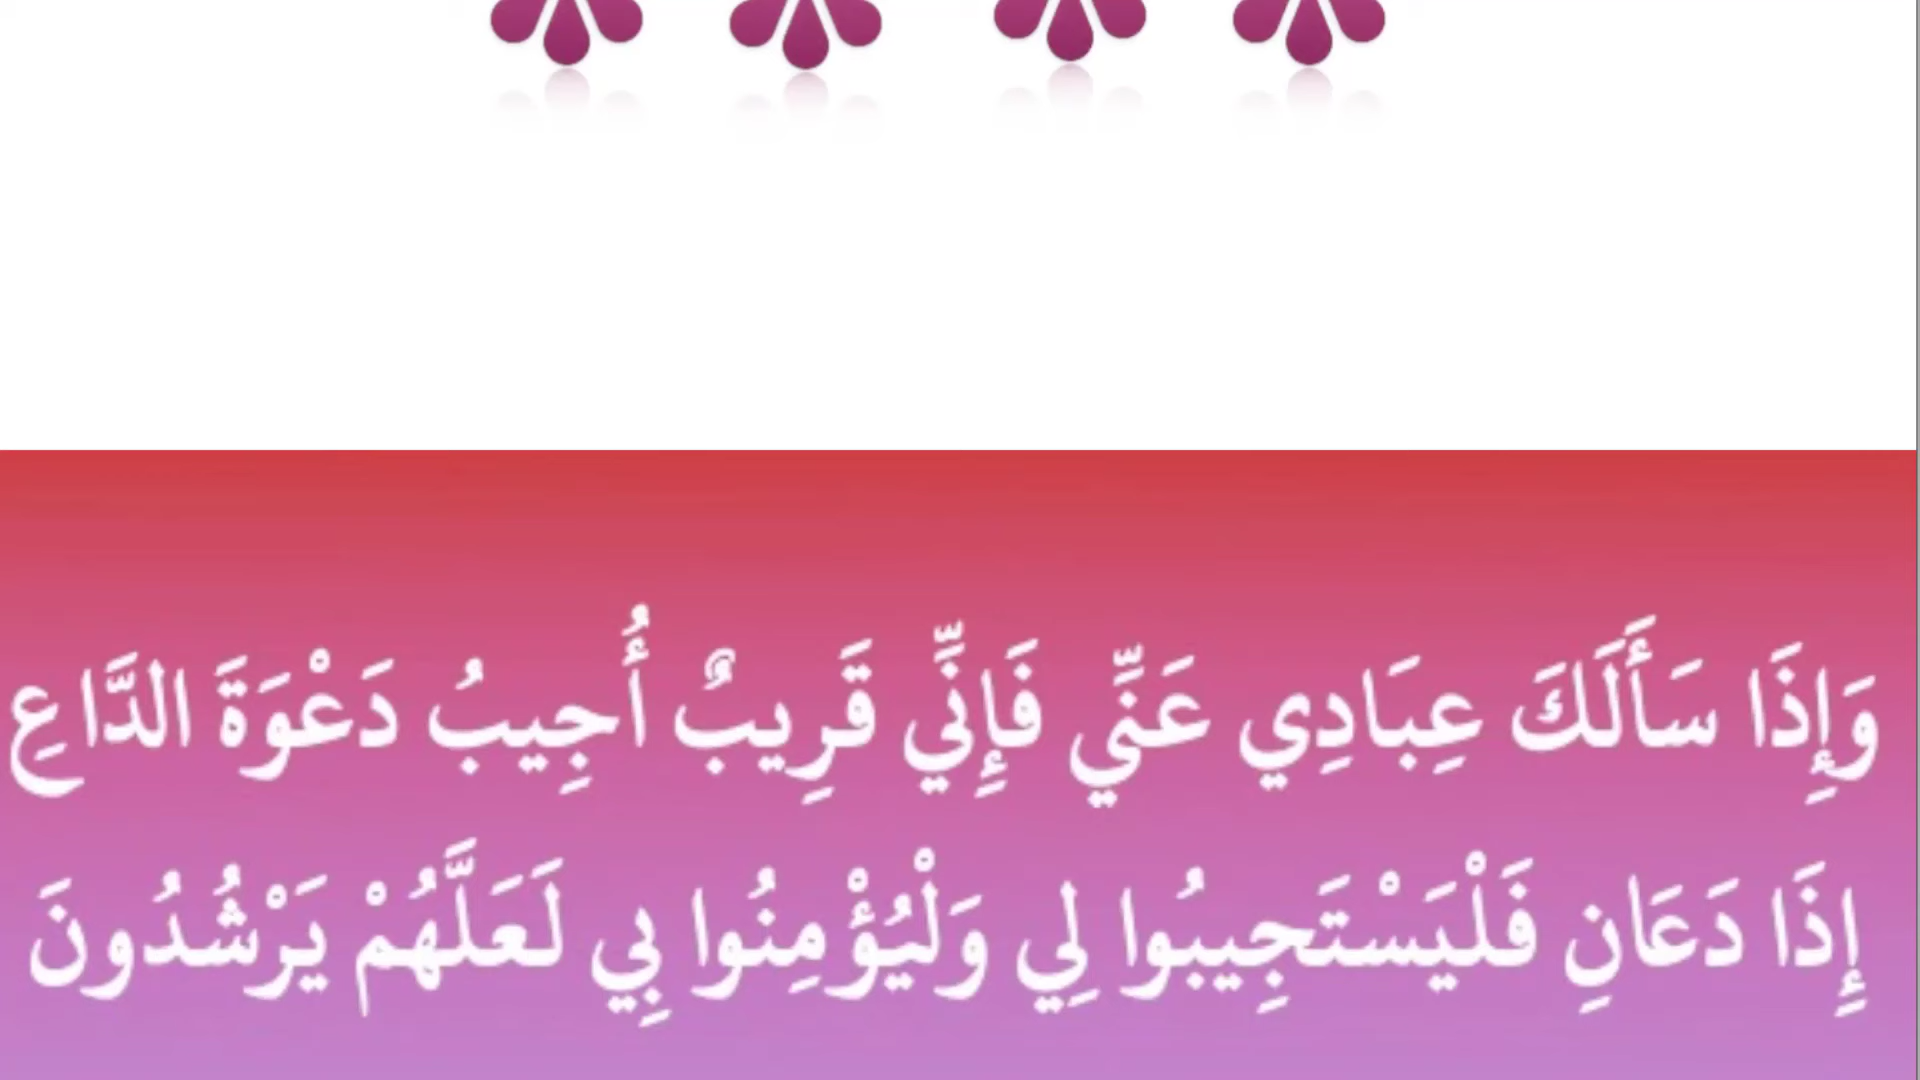 وَإِذَا سَأَلَكَ عِبَادِي عَنِّي فَإِنِّي قَرِيبٌ أُجِيبُ دَعْوَةَ الدَّاعِ
إِذَا دَعَانِ فَلْيَسْتَجِيبُوا لِي وَلْيُؤْمِنُوا بِي لَعَلَّهُمْ يَرْشُدُونَ